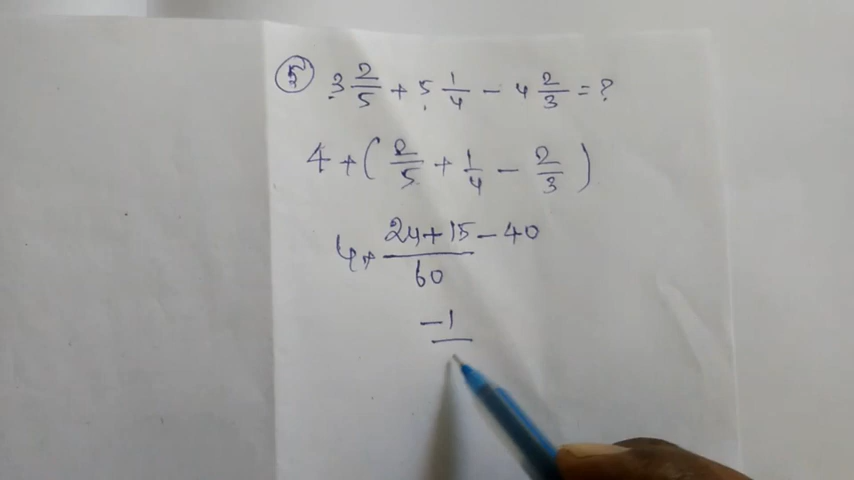 5 3 2/5 + 5 1/4 - 4 2/3 = ?
4 + ( 2/5 + 1/4 - 2/3 )
4+ 24+15-40/60
-1/